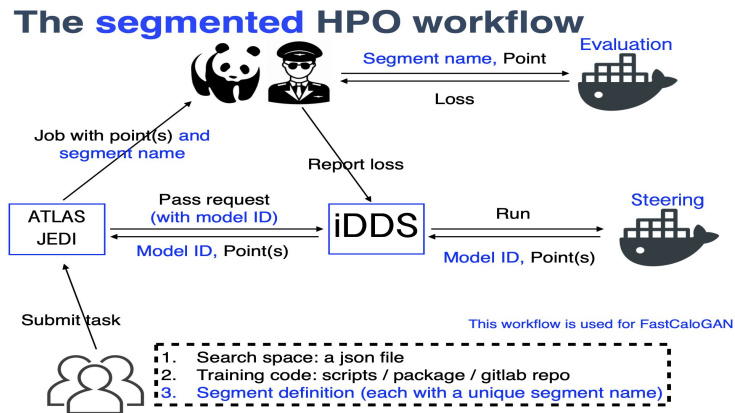 The segmented HPO workflow
Evaluation
Segment name, Point
Loss
Job with point(s) and
segment name
Report loss
ATLAS
JEDI
Pass request
(with model ID)
Model ID, Point(s)
iDDS
Run
Model ID, Point(s)
Steering
Submit task
This workflow is used for FastCaloGAN
1. Search space: a json file
2. Training code: scripts / package / gitlab repo
3. Segment definition (each with a unique segment name)